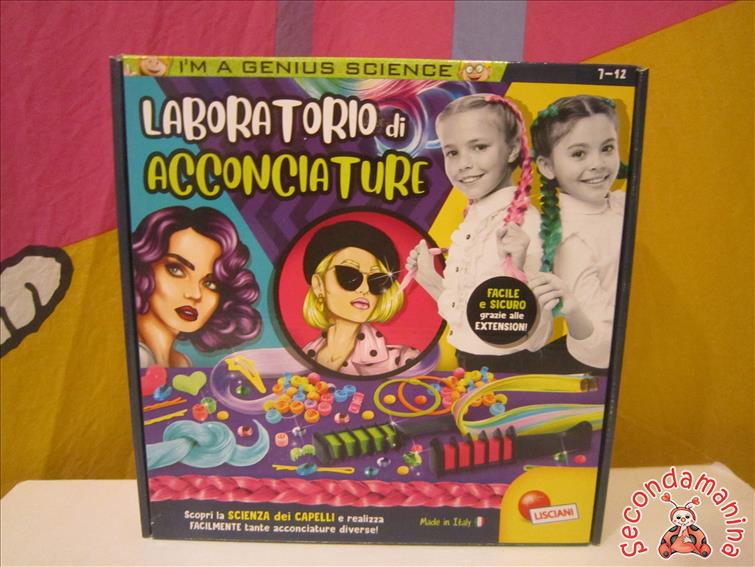 I'M A GENIUS SCIENCE
7-12
LABORATORIO di
ACCONCIATURE
FACILE
e SICURO
grazie alle
EXTENSION!
Scopri la SCIENZA dei CAPELLI e realizza
FACILMENTE tante acconciature diverse!
Made in Italy
LISCIANI
Secondamanina